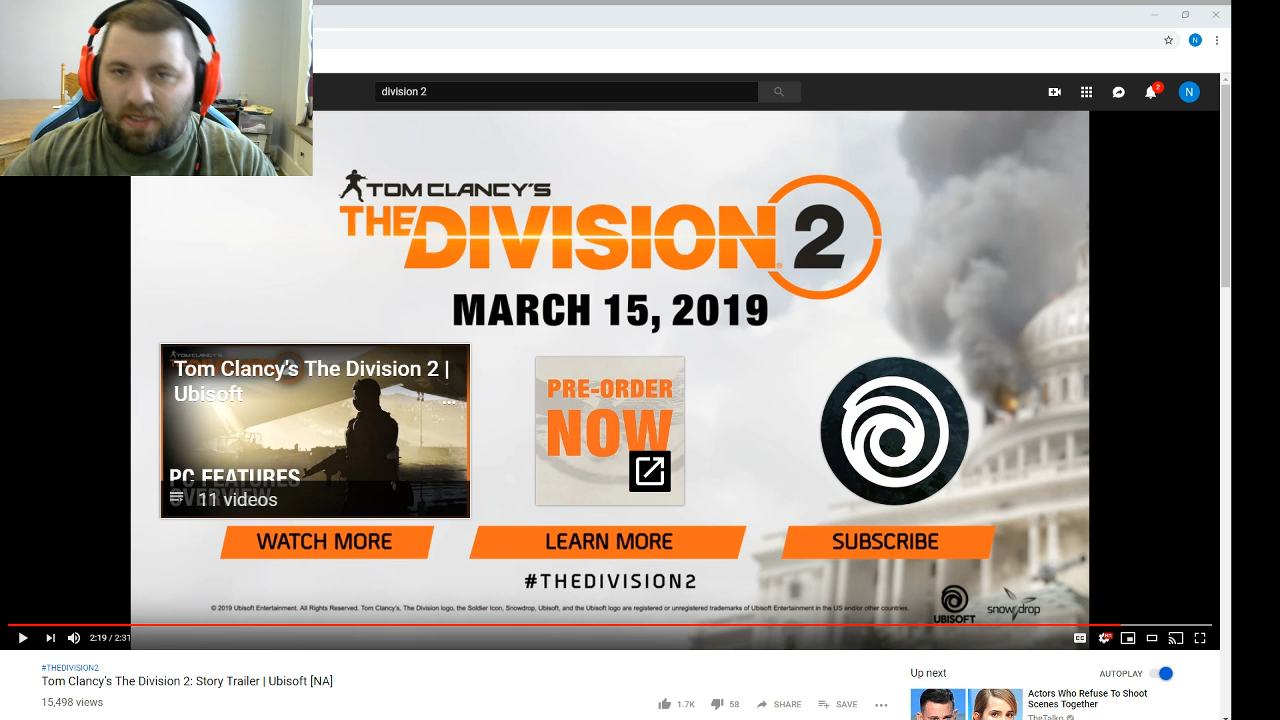 N
division 2
2
N
TOM CLANCY'S
THE DIVISION 2
MARCH 15, 2019
Tom Clancy's The Division 2 |
Ubisoft
PC FEATURES
OVERVIEW
11 videos
PRE-ORDER
NOW
WATCH MORE
LEARN MORE
SUBSCRIBE
#THEDIVISION2
© 2019 Ubisoft Entertainment. All Rights Reserved. Tom Clancy's, The Division logo, the Soldier Icon, Snowdrop, Ubisoft, and the Ubisoft logo are registered or unregistered trademarks of Ubisoft Entertainment in the US and/or other countries.
UBISOFT
snowdrop
2:19 / 2:31
CC
HD
#THEDIVISION2
Tom Clancy's The Division 2: Story Trailer | Ubisoft [NA]
15,498 views
1.7K
58
SHARE
SAVE
Up next
AUTOPLAY
Actors Who Refuse To Shoot
Scenes Together
TheTalko